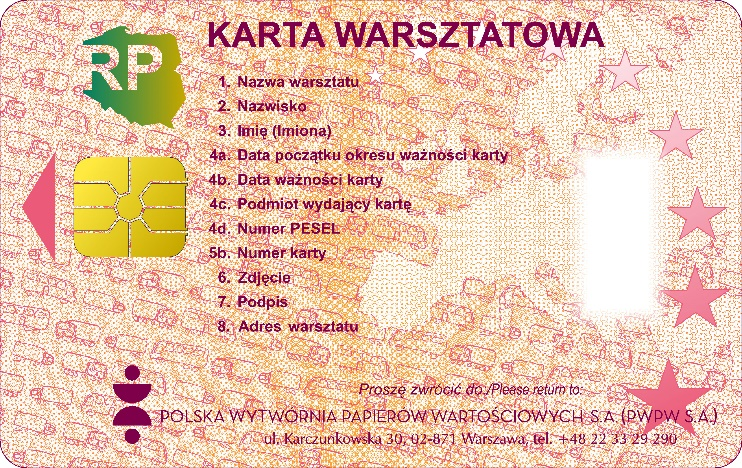 RP
KARTA WARSZTATOWA
1. Nazwa warsztatu
2. Nazwisko
3. Imię (Imiona)
4a. Data początku okresu ważności karty
4b. Data ważności karty
4c. Podmiot wydający kartę
4d. Numer PESEL
5b. Numer karty
6. Zdjęcie
7. Podpis
8. Adres warsztatu
Proszę zwrócić do:/Please return to:
POLSKA WYTWÓRNIA PAPIERÓW WARTOŚCIOWYCH S.A. (PWPW S.A.)
ul. Karczunkowska 30, 02-871 Warszawa, tel. +48 22 33 29 290